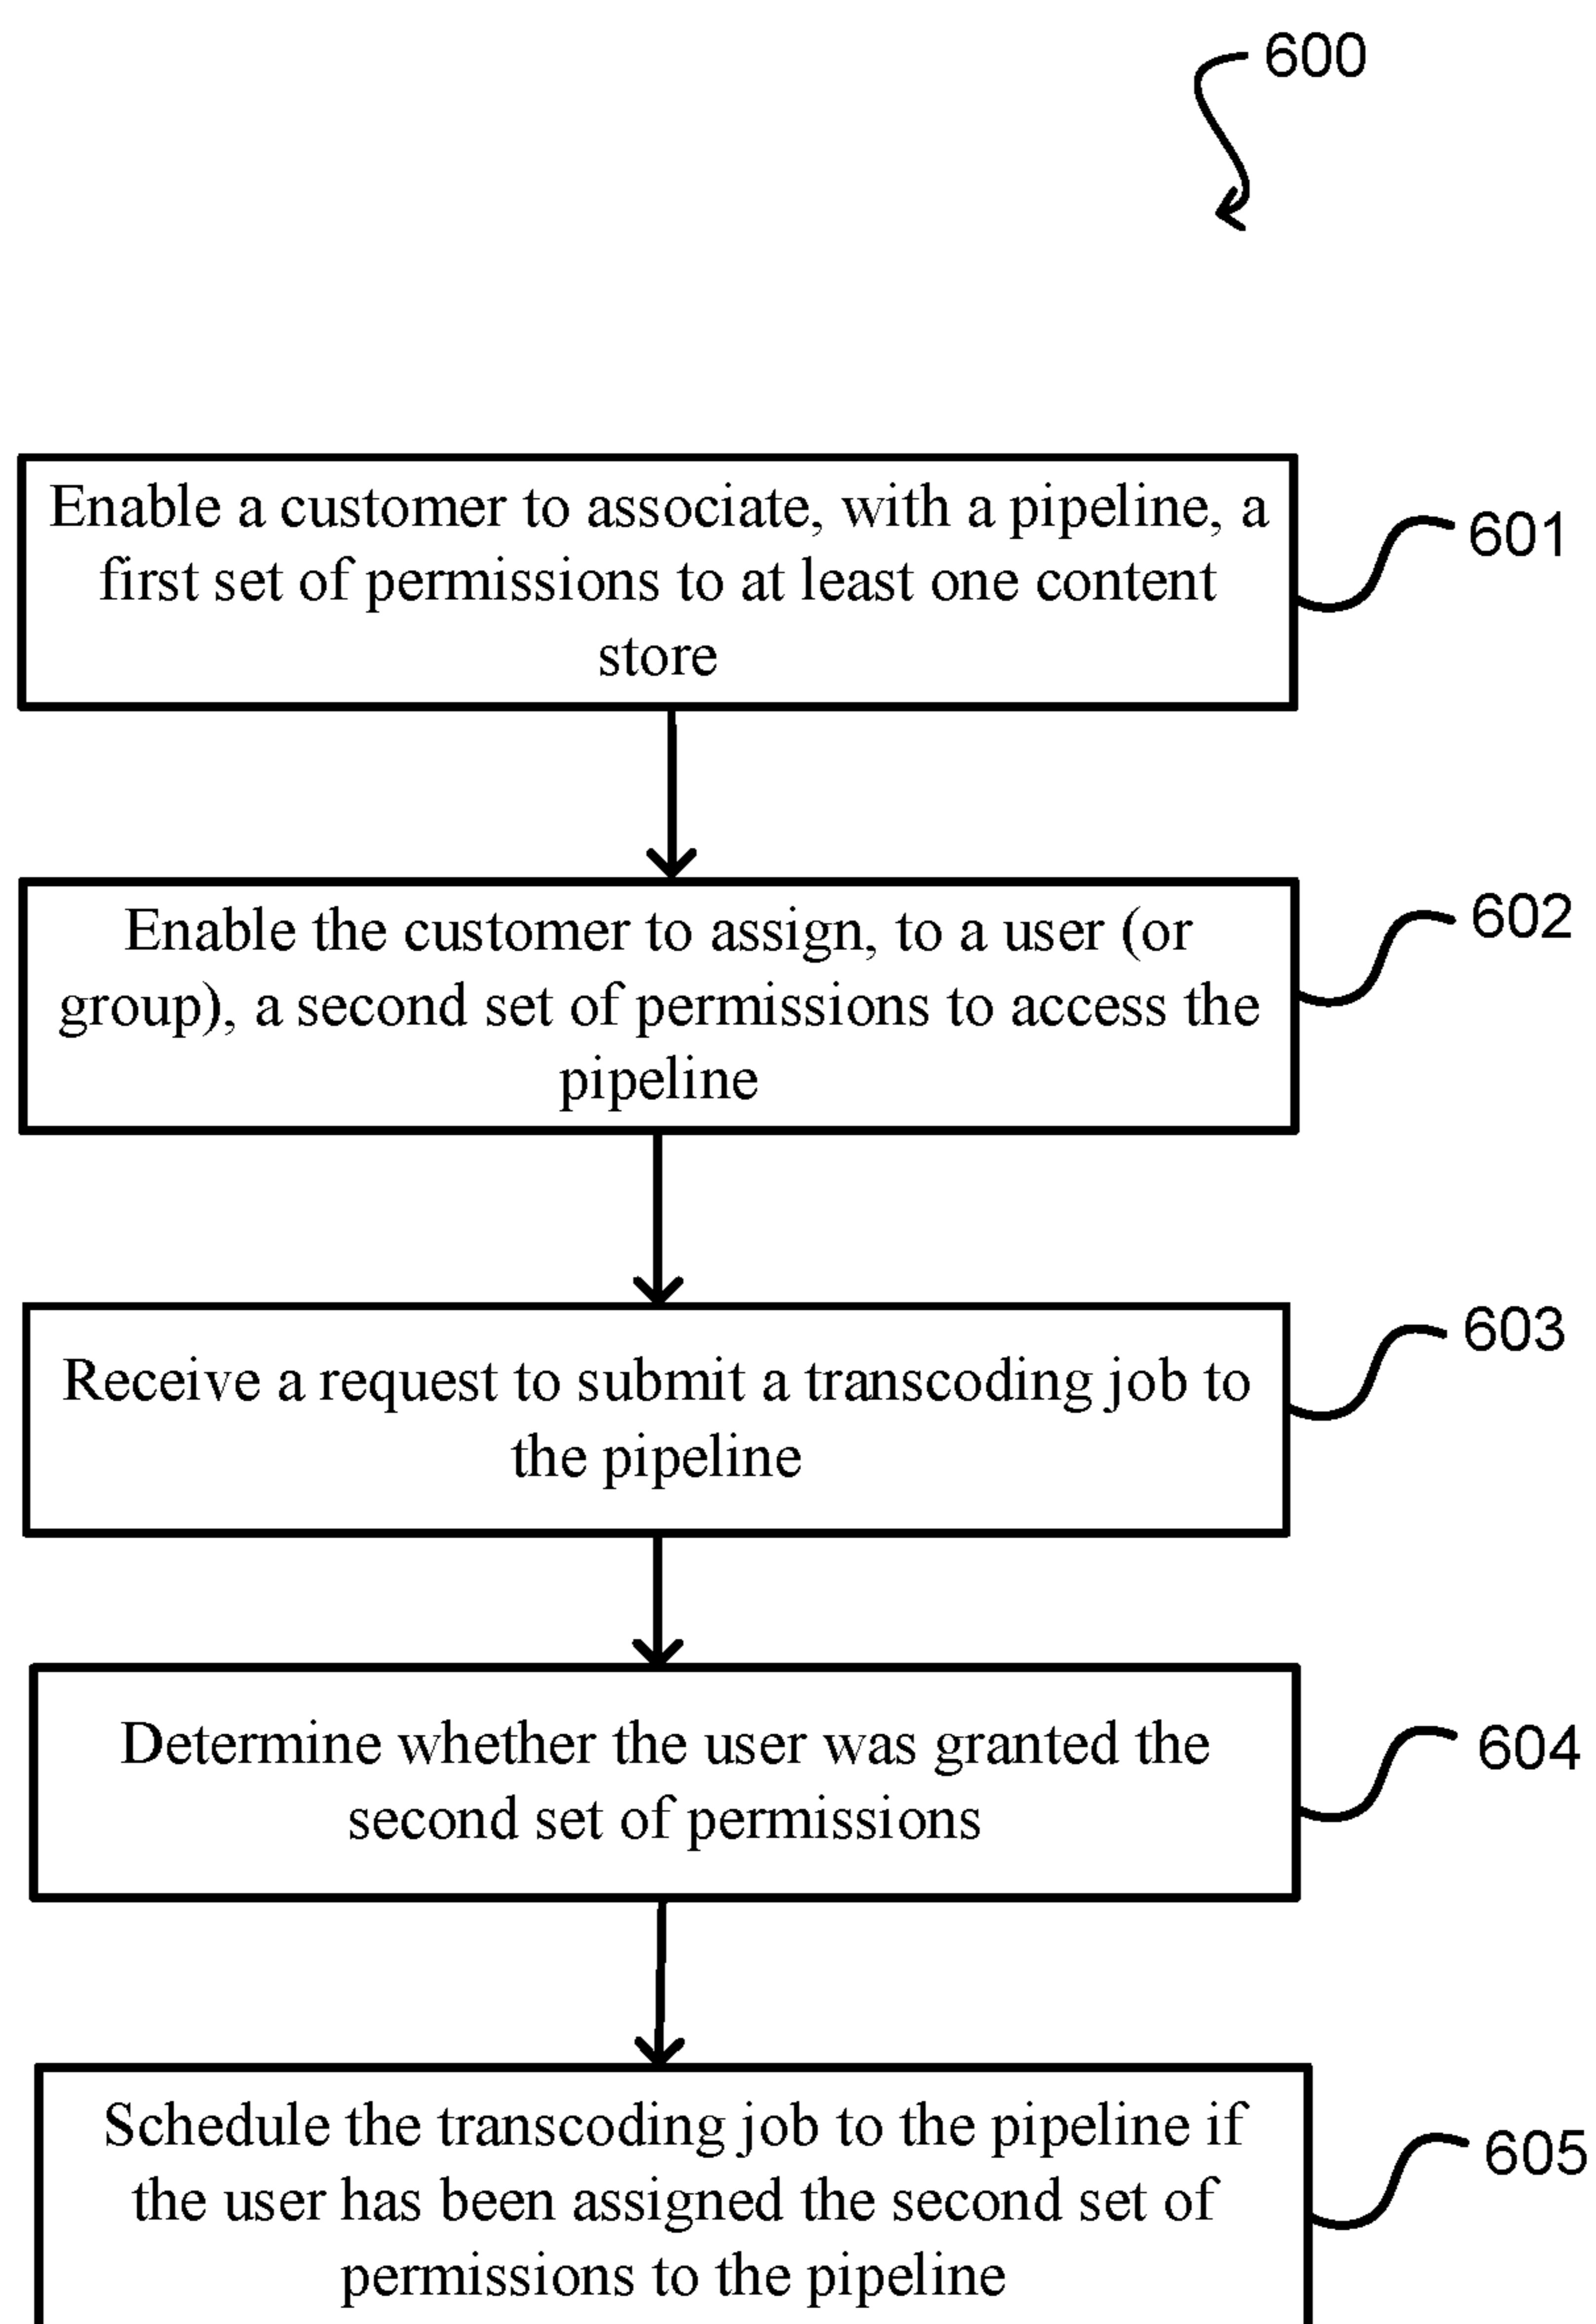 600
Enable a customer to associate, with a pipeline, a
first set of permissions to at least one content
store
601
Enable the customer to assign, to a user (or
group), a second set of permissions to access the
pipeline
602
Receive a request to submit a transcoding job to
the pipeline
603
Determine whether the user was granted the
second set of permissions
604
Schedule the transcoding job to the pipeline if
the user has been assigned the second set of
permissions to the pipeline
605